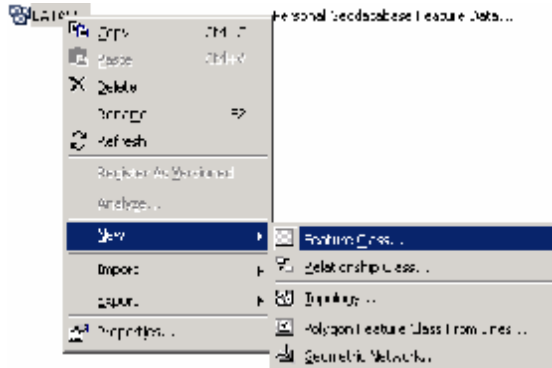 Personal Geodatabase Feature Data...
Copy Ctrl+C
Paste Ctrl+V
Delete
Rename F2
Refresh
Register As Versioned
Analyze...
New
Feature Class...
Relationship Class...
Import
Topology...
Export
Polygon Feature Class From Lines...
Properties...
Geometric Network...